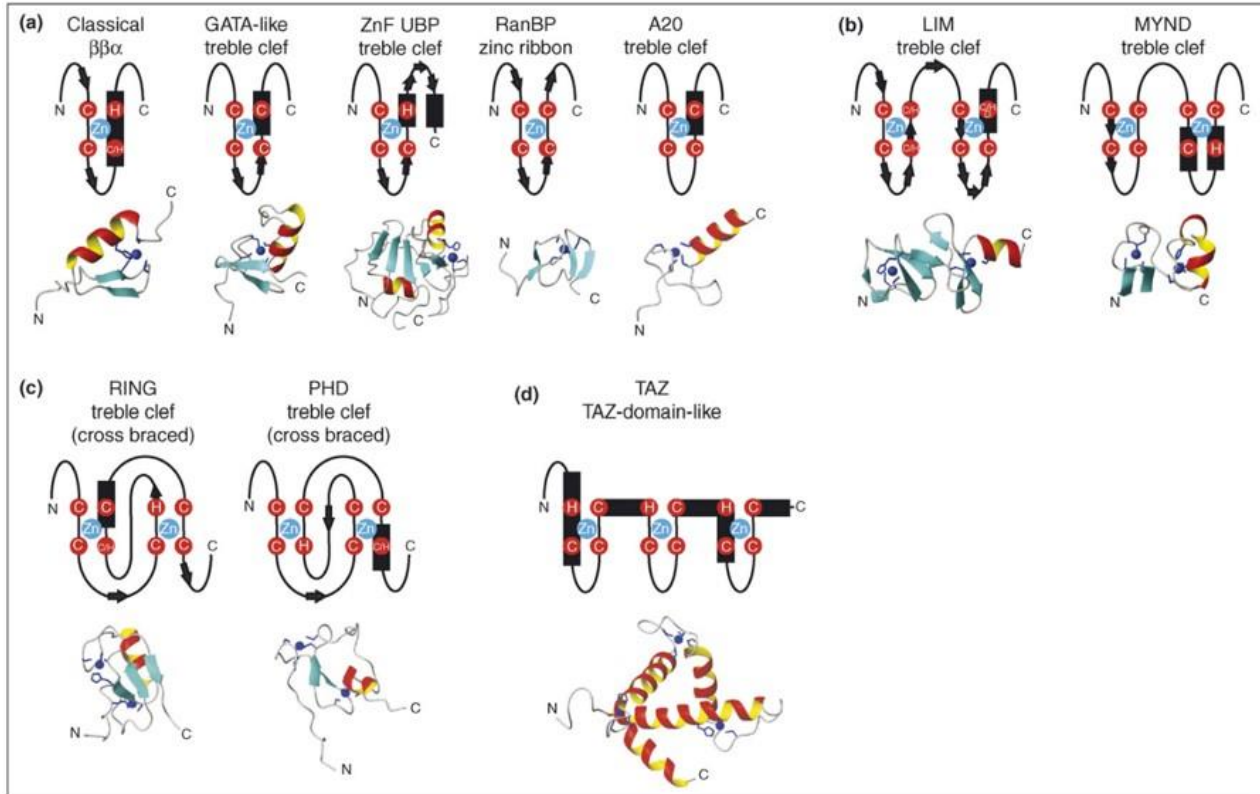 (a)
Classical
ββα
GATA-like
treble clef
ZnF UBP
treble clef
RanBP
zinc ribbon
A20
treble clef
(b)
LIM
treble clef
MYND
treble clef
N C H Zn C C/H C
N C C Zn C C C
N C H Zn C C C
N C C Zn C C C
N C C Zn C C C
N C C/H Zn C C/H C Zn C C C
N C C Zn C C C C Zn C H C
N C
N C
N C
N C
N C
N C
N C
(c)
RING
treble clef
(cross braced)
PHD
treble clef
(cross braced)
(d)
TAZ
TAZ-domain-like
N C C H C
Zn Zn
C C/H C C C
N C C C C
Zn Zn
C H C C/H C
N H C H C H C C
Zn Zn Zn
C C C C C C
N C
N C
N C